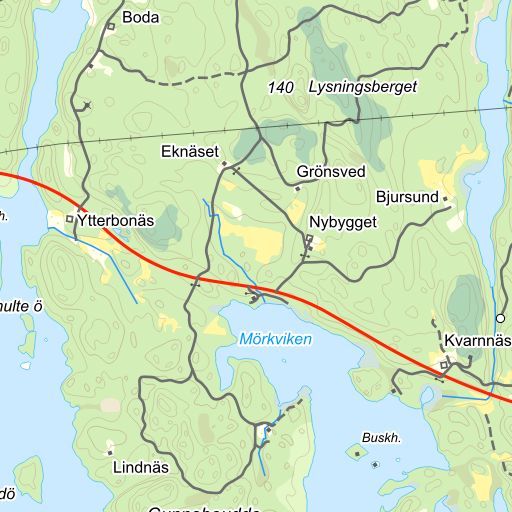 Boda
140 Lysningsberget
Eknäset
Grönsved
Bjursund
Ytterbonäs
Nybygget
Mörkviken
Kvarnnäs
Buskh.
Lindnäs